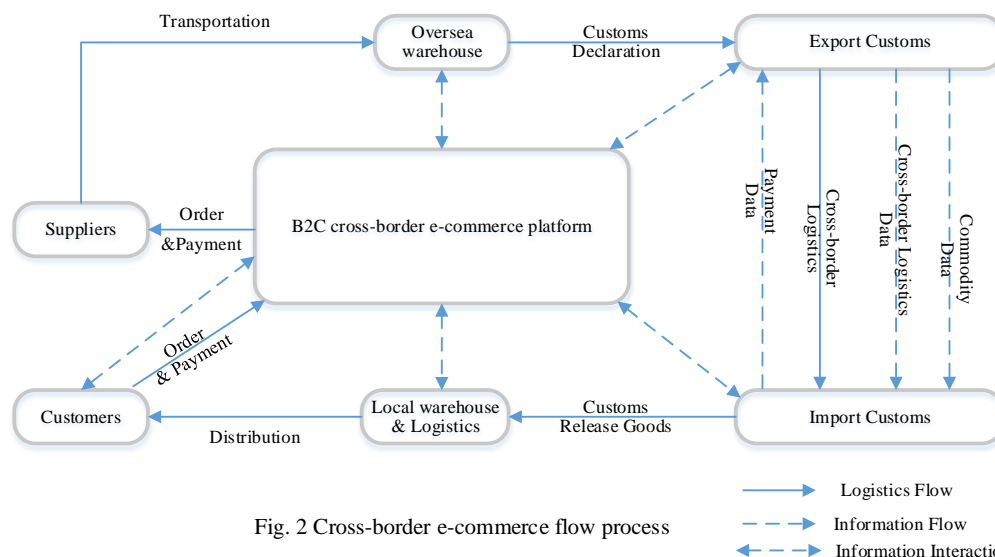 Transportation
Oversea
warehouse
Customs
Declaration
Export Customs
Suppliers
Order
&Payment
B2C cross-border e-commerce platform
Payment
Data
Cross-border
Logistics
Cross-border Logistics
Data
Commodity
Data
Order
& Payment
Customers
Distribution
Local warehouse
& Logistics
Customs
Release Goods
Import Customs
Logistics Flow
Information Flow
Information Interactio
Fig. 2 Cross-border e-commerce flow process